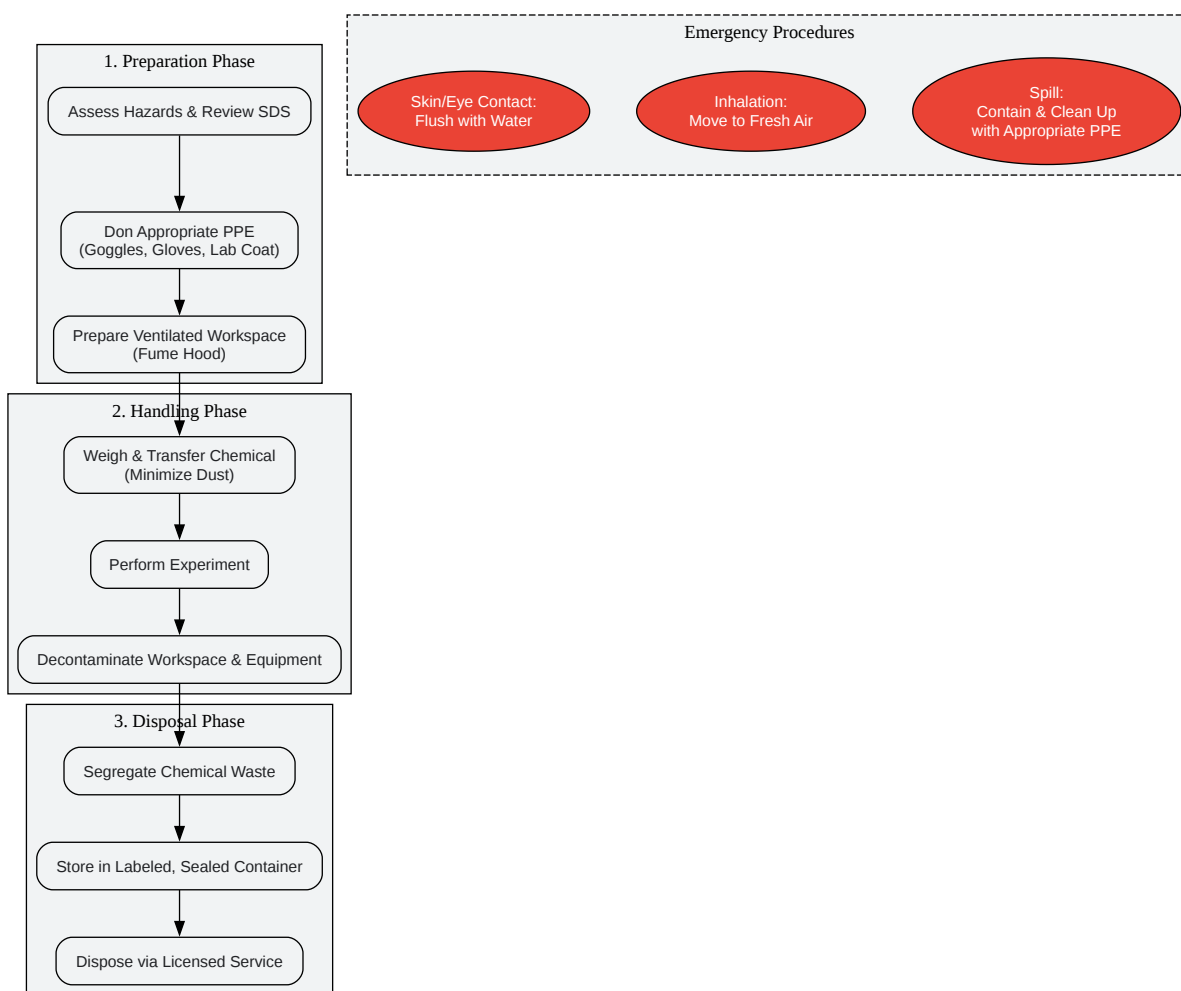 1. Preparation Phase
Assess Hazards & Review SDS
Don Appropriate PPE
(Goggles, Gloves, Lab Coat)
Prepare Ventilated Workspace
(Fume Hood)
2. Handling Phase
Weigh & Transfer Chemical
(Minimize Dust)
Perform Experiment
Decontaminate Workspace & Equipment
3. Disposal Phase
Segregate Chemical Waste
Store in Labeled, Sealed Container
Dispose via Licensed Service
Emergency Procedures
Skin/Eye Contact:
Flush with Water
Inhalation:
Move to Fresh Air
Spill:
Contain & Clean Up
with Appropriate PPE